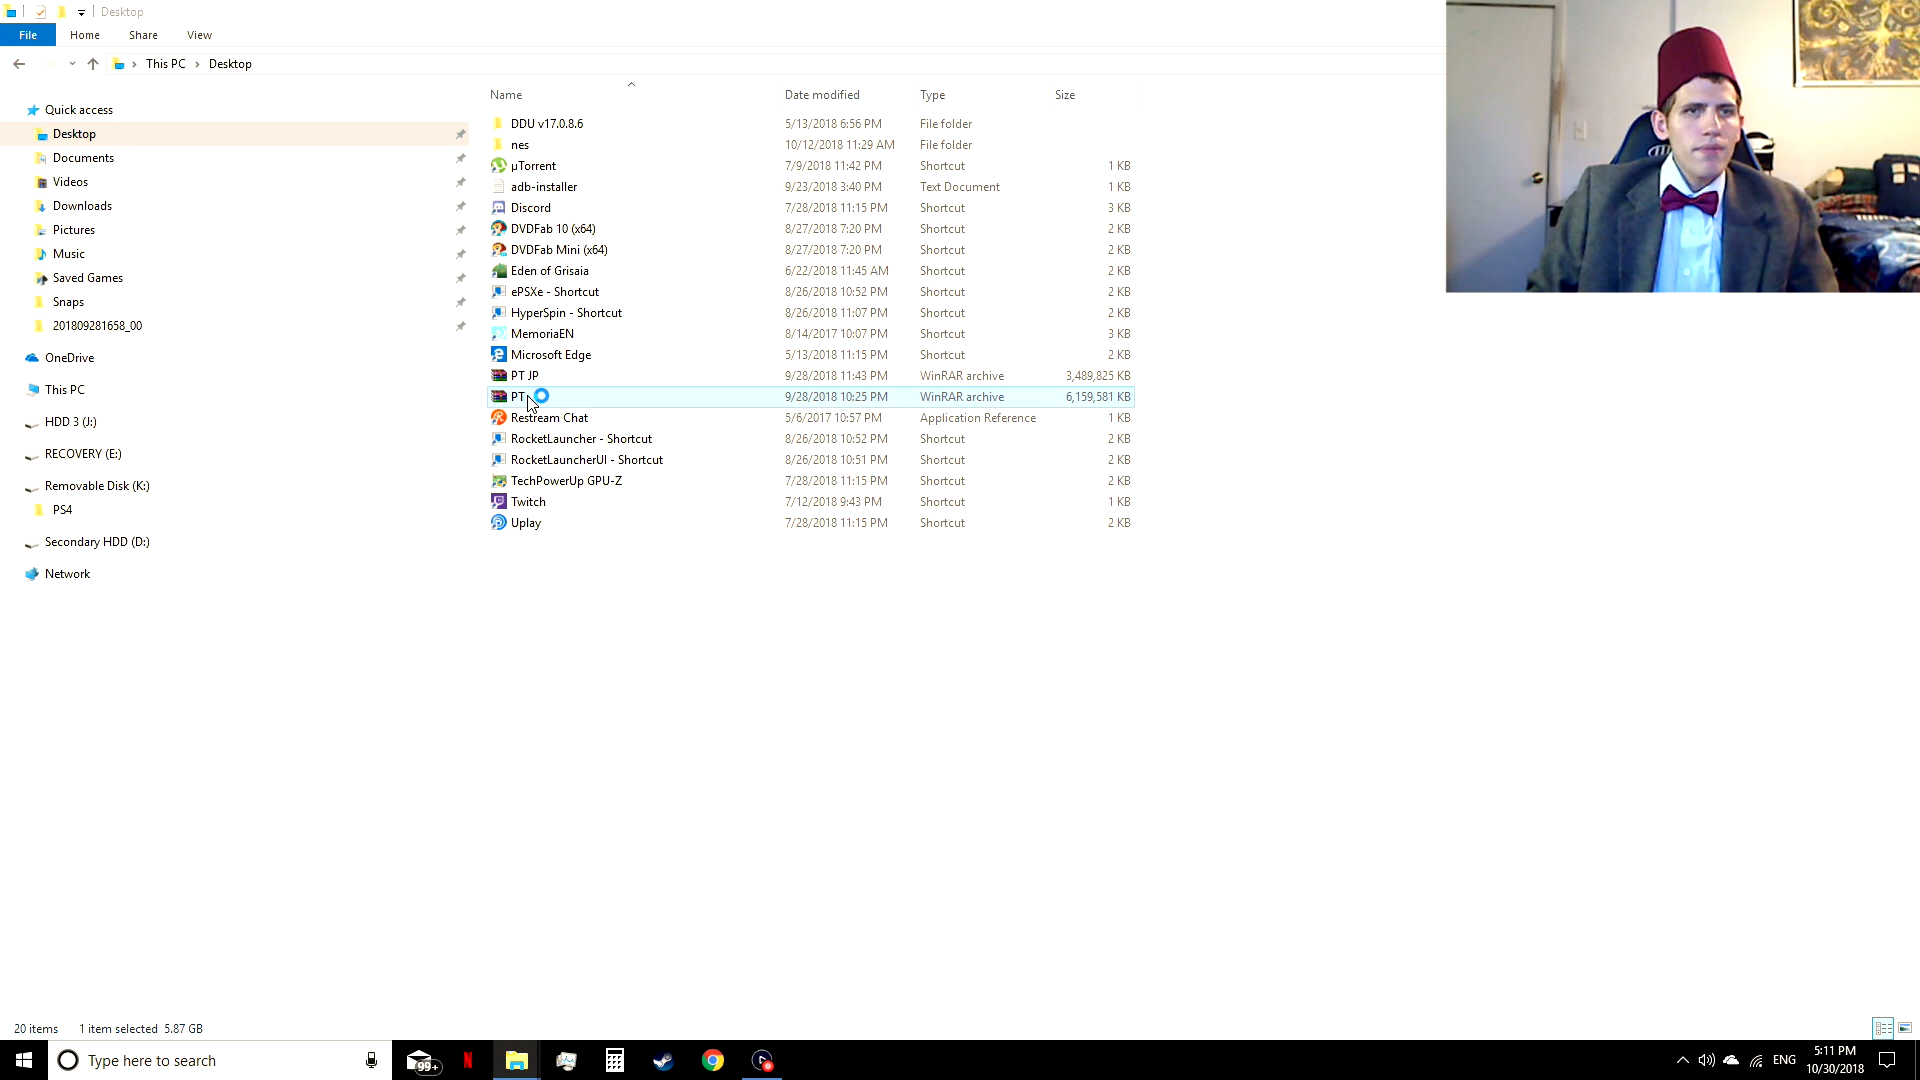 Desktop
File Home Share View
This PC Desktop
Name Date modified Type Size
Quick access
Desktop
Documents
Videos
Downloads
Pictures
Music
Saved Games
Snaps
201809281658_00
OneDrive
This PC
HDD 3 (J:)
RECOVERY (E:)
Removable Disk (K:)
PS4
Secondary HDD (D:)
Network
DDU v17.0.8.6 5/13/2018 6:56 PM File folder
nes 10/12/2018 11:29 AM File folder
µTorrent 7/9/2018 11:42 PM Shortcut 1 KB
adb-installer 9/23/2018 3:40 PM Text Document 1 KB
Discord 7/28/2018 11:15 PM Shortcut 3 KB
DVDFab 10 (x64) 8/27/2018 7:20 PM Shortcut 2 KB
DVDFab Mini (x64) 8/27/2018 7:20 PM Shortcut 2 KB
Eden of Grisaia 6/22/2018 11:45 AM Shortcut 2 KB
ePSXe - Shortcut 8/26/2018 10:52 PM Shortcut 2 KB
HyperSpin - Shortcut 8/26/2018 11:07 PM Shortcut 2 KB
MemoriaEN 8/14/2017 10:07 PM Shortcut 3 KB
Microsoft Edge 5/13/2018 11:15 PM Shortcut 2 KB
PT JP 9/28/2018 11:43 PM WinRAR archive 3,489,825 KB
PT 9/28/2018 10:25 PM WinRAR archive 6,159,581 KB
Restream Chat 5/6/2017 10:57 PM Application Reference 1 KB
RocketLauncher - Shortcut 8/26/2018 10:52 PM Shortcut 2 KB
RocketLauncherUI - Shortcut 8/26/2018 10:51 PM Shortcut 2 KB
TechPowerUp GPU-Z 7/28/2018 11:15 PM Shortcut 2 KB
Twitch 7/12/2018 9:43 PM Shortcut 1 KB
Uplay 7/28/2018 11:15 PM Shortcut 2 KB
20 items 1 item selected 5.87 GB
Type here to search
99+
ENG
5:11 PM
10/30/2018